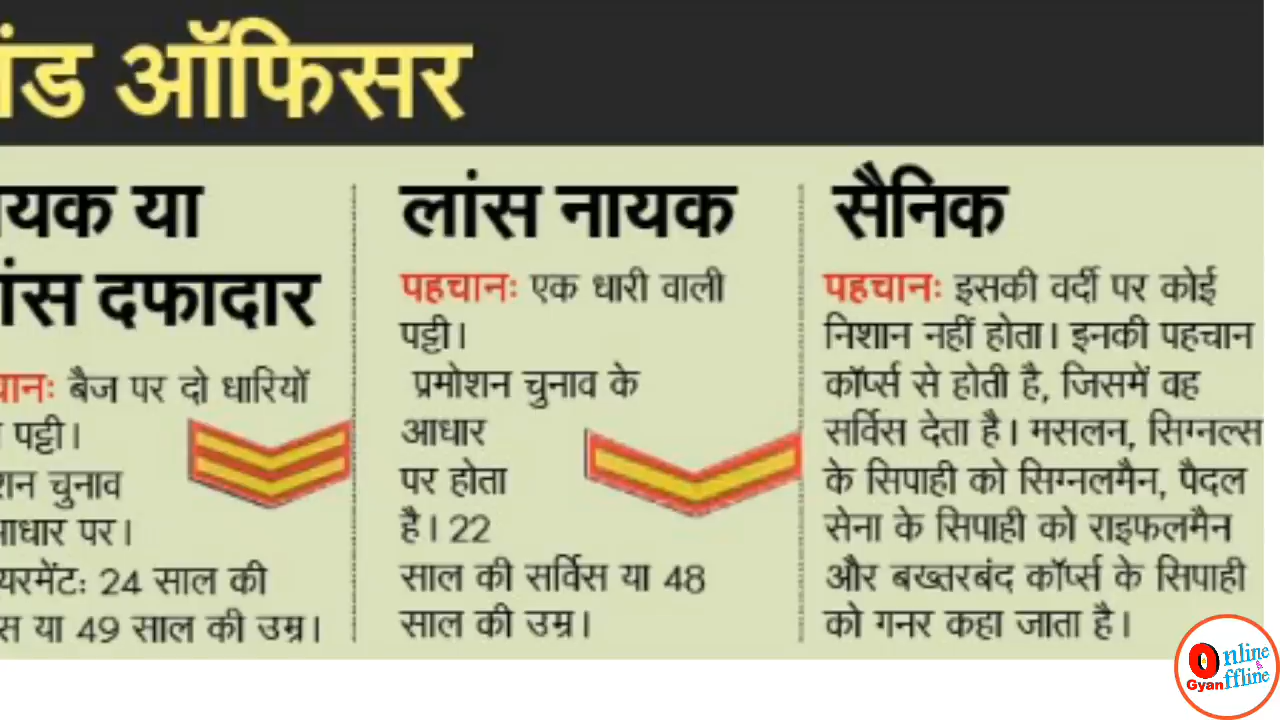 ंड ऑफिसर
यक या
ंस दफादार
चानः बैज पर दो धारियों
पट्टी।
शन चुनाव
आधार पर।
यरमेंटः 24 साल की
स या 49 साल की उम्र।
लांस नायक
पहचानः एक धारी वाली
पट्टी।
प्रमोशन चुनाव के
आधार
पर होता
है। 22
साल की सर्विस या 48
साल की उम्र।
सैनिक
पहचानः इसकी वर्दी पर कोई
निशान नहीं होता। इनकी पहचान
कॉर्प्स से होती है, जिसमें वह
सर्विस देता है। मसलन, सिग्नल्स
के सिपाही को सिग्नलमैन, पैदल
सेना के सिपाही को राइफलमैन
और बख्तरबंद कॉर्प्स के सिपाही
को गनर कहा जाता है।
Online
&
Gyan ffline